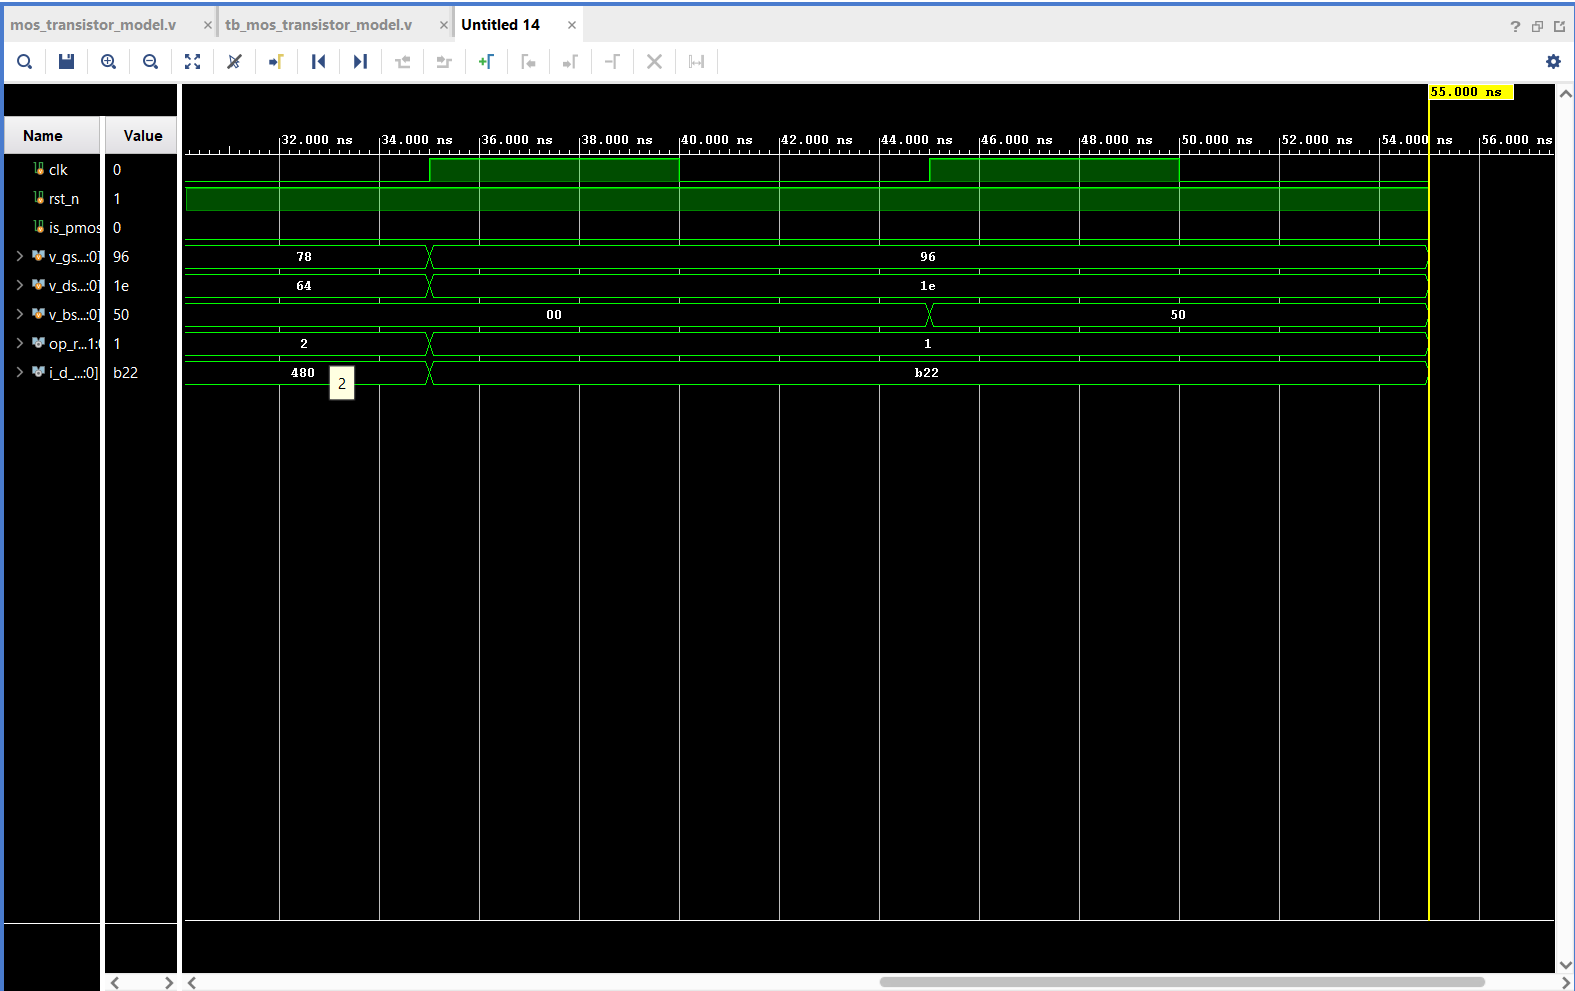 mos_transistor_model.v × tb_mos_transistor_model.v × Untitled 14 × ?
55.000 ns
Name Value
32.000 ns 34.000 ns 36.000 ns 38.000 ns 40.000 ns 42.000 ns 44.000 ns 46.000 ns 48.000 ns 50.000 ns 52.000 ns 54.000 ns 56.000 ns
clk 0
rst_n 1
is_pmos 0
v_gs...:0] 96 78 96
v_ds...:0] 1e 64 1e
v_bs...:0] 50 00 50
op_r...1:0 1 2 1
i_d_...:0] b22 480 b22
2